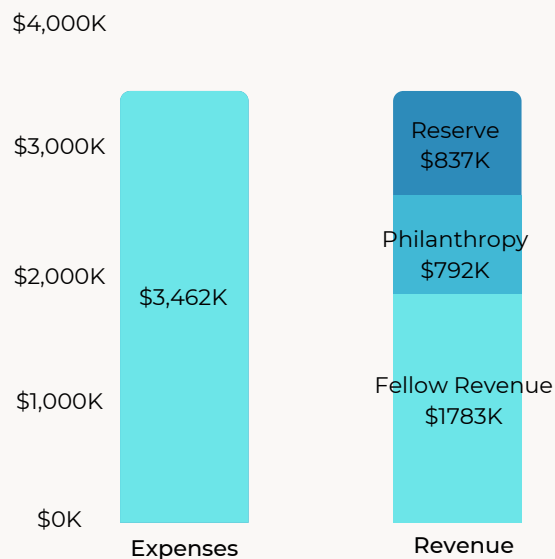 $4,000K
$3,000K
$2,000K
$1,000K
$0K
$3,462K
Expenses
Reserve
$837K
Philanthropy
$792K
Fellow Revenue
$1783K
Revenue